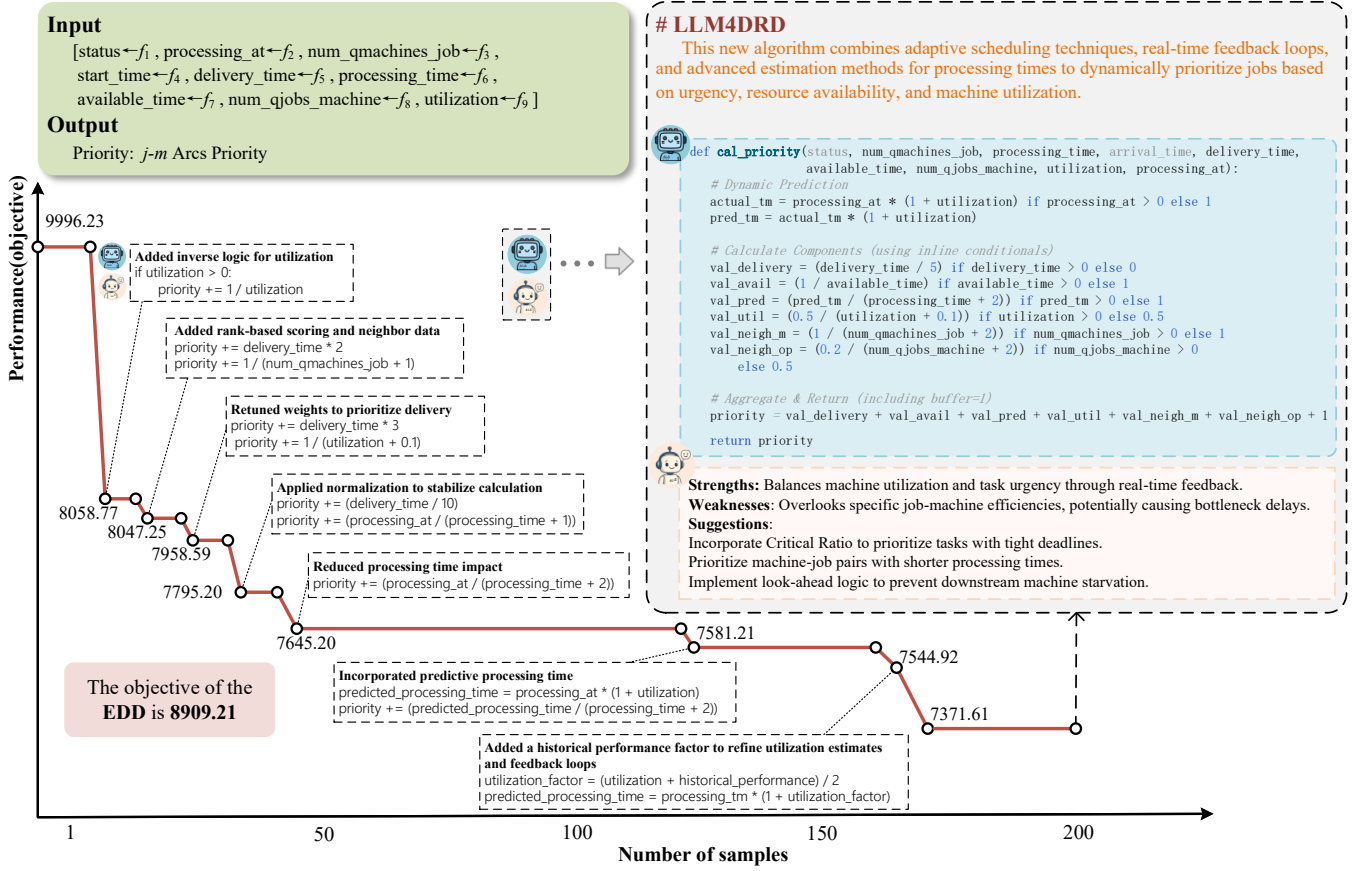 Input
[status←f1 , processing_at←f2 , num_qmachines_job←f3 ,
start_time←f4 , delivery_time←f5 , processing_time←f6 ,
available_time←f7 , num_qjobs_machine←f8 , utilization←f9 ]
Output
Priority: j-m Arcs Priority
# LLM4DRD
This new algorithm combines adaptive scheduling techniques, real-time feedback loops,
and advanced estimation methods for processing times to dynamically prioritize jobs based
on urgency, resource availability, and machine utilization.
def cal_priority(status, num_qmachines_job, processing_time, arrival_time, delivery_time,
available_time, num_qjobs_machine, utilization, processing_at):
# Dynamic Prediction
actual_tm = processing_at * (1 + utilization) if processing_at > 0 else 1
pred_tm = actual_tm * (1 + utilization)
# Calculate Components (using inline conditionals)
val_delivery = (delivery_time / 5) if delivery_time > 0 else 0
val_avail = (1 / available_time) if available_time > 0 else 1
val_pred = (pred_tm / (processing_time + 2)) if pred_tm > 0 else 1
val_util = (0.5 / (utilization + 0.1)) if utilization > 0 else 0.5
val_neigh_m = (1 / (num_qmachines_job + 2)) if num_qmachines_job > 0 else 1
val_neigh_op = (0.2 / (num_qjobs_machine + 2)) if num_qjobs_machine > 0
else 0.5
# Aggregate & Return (including buffer=1)
priority = val_delivery + val_avail + val_pred + val_util + val_neigh_m + val_neigh_op + 1
return priority
Strengths: Balances machine utilization and task urgency through real-time feedback.
Weaknesses: Overlooks specific job-machine efficiencies, potentially causing bottleneck delays.
Suggestions:
Incorporate Critical Ratio to prioritize tasks with tight deadlines.
Prioritize machine-job pairs with shorter processing times.
Implement look-ahead logic to prevent downstream machine starvation.
Performance(objective)
9996.23
Added inverse logic for utilization
if utilization > 0:
priority += 1 / utilization
Added rank-based scoring and neighbor data
priority += delivery_time * 2
priority += 1 / (num_qmachines_job + 1)
Retuned weights to prioritize delivery
priority += delivery_time * 3
priority += 1 / (utilization + 0.1)
Applied normalization to stabilize calculation
priority += (delivery_time / 10)
priority += (processing_at / (processing_time + 1))
Reduced processing time impact
priority += (processing_at / (processing_time + 2))
8058.77
8047.25
7958.59
7795.20
7645.20
7581.21
7544.92
7371.61
Incorporated predictive processing time
predicted_processing_time = processing_at * (1 + utilization)
priority += (predicted_processing_time / (processing_time + 2))
Added a historical performance factor to refine utilization estimates
and feedback loops
utilization_factor = (utilization + historical_performance) / 2
predicted_processing_time = processing_tm * (1 + utilization_factor)
The objective of the
EDD is 8909.21
1
50
100
150
200
Number of samples